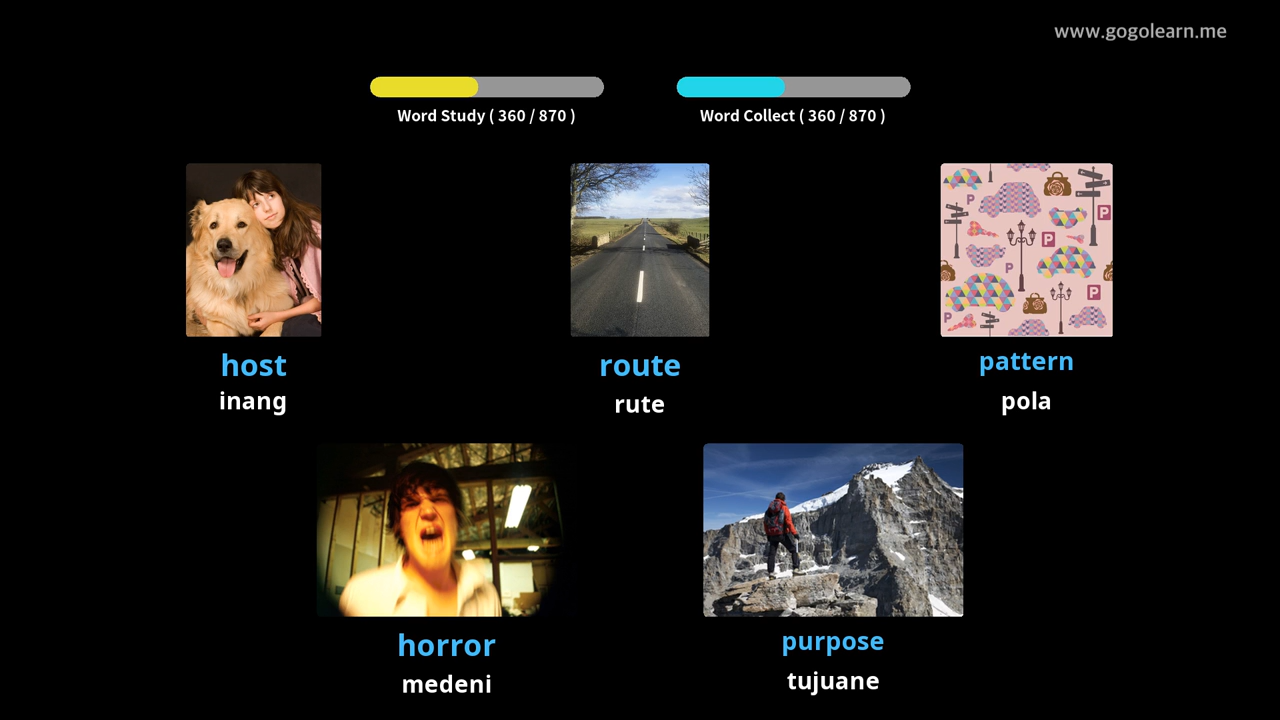 www.gogolearn.me
Word Study ( 360 / 870 )
Word Collect ( 360 / 870 )
P
P
P
P
P
P
host
inang
route
rute
pattern
pola
horror
medeni
purpose
tujuane